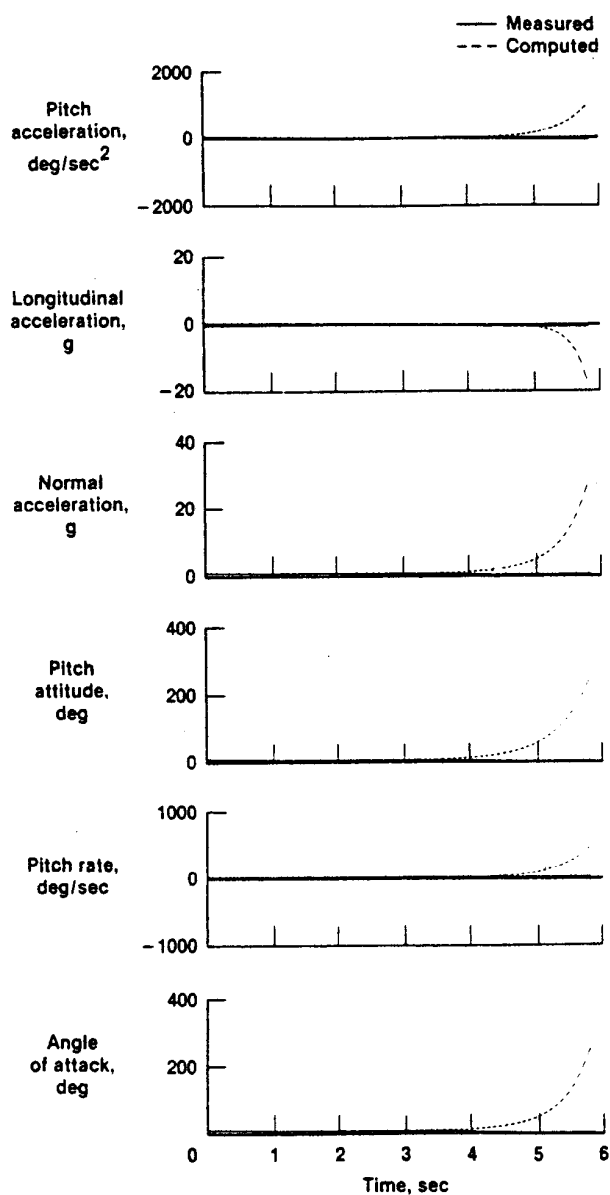 Measured
Computed
2000
Pitch
acceleration,
deg/sec2
0
−2000
20
Longitudinal
acceleration,
g
0
−20
40
Normal
acceleration,
g
20
0
400
Pitch
attitude,
deg
200
0
1000
Pitch rate,
deg/sec
0
−1000
400
Angle
of attack,
deg
200
0 1 2 3 4 5 6
Time, sec